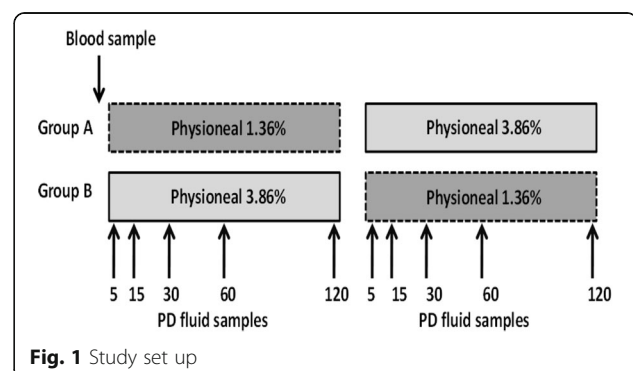 Blood sample
Group A
Physioneal 1.36%
Physioneal 3.86%
Group B
Physioneal 3.86%
Physioneal 1.36%
5 15 30 60 120 5 15 30 60 120
PD fluid samples PD fluid samples
Fig. 1 Study set up